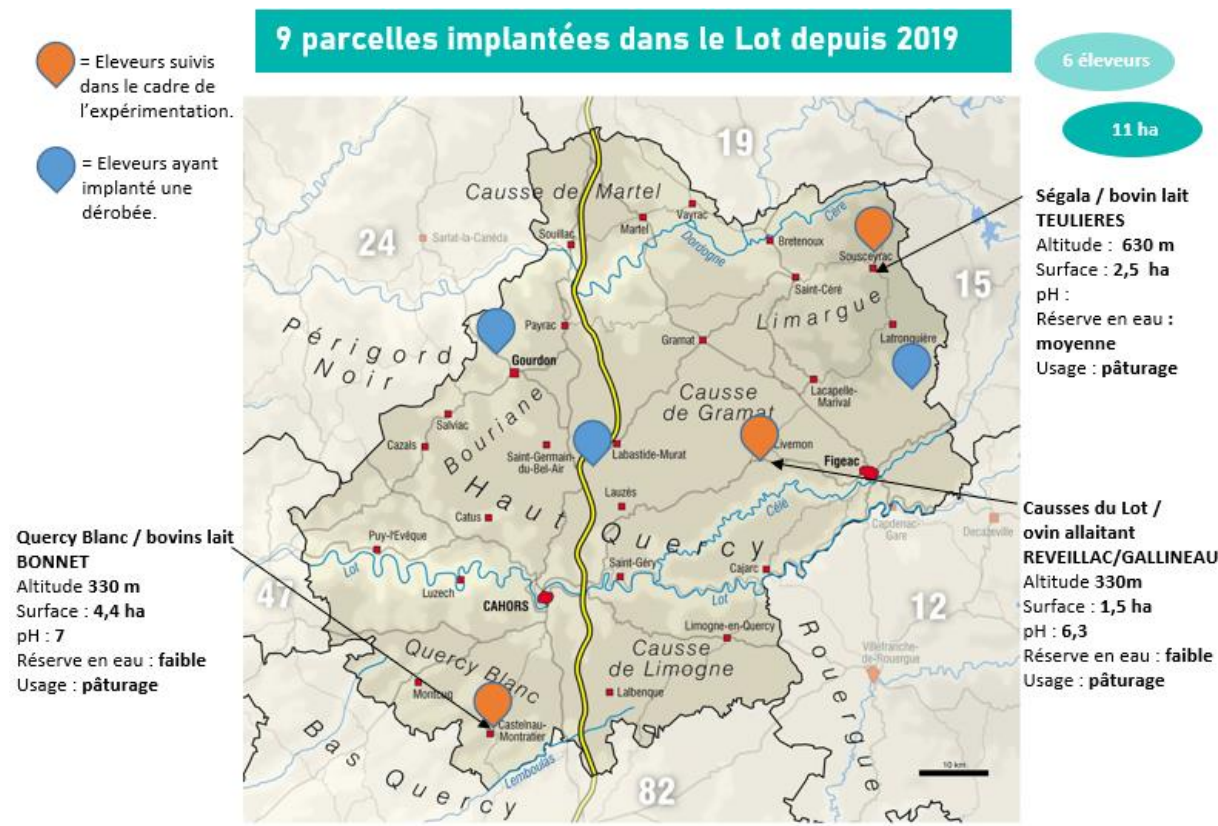 9 parcelles implantées dans le Lot depuis 2019
= Eleveurs suivis
dans le cadre de
l'expérimentation.
= Eleveurs ayant
implanté une
dérobée.
6 éleveurs
11 ha
Ségala / bovin lait
TEULIERES
Altitude : 630 m
Surface : 2,5 ha
pH :
Réserve en eau :
moyenne
Usage : pâturage
Causses du Lot /
ovin allaitant
REVEILLAC/GALLINEAU
Altitude 330m
Surface : 1,5 ha
pH : 6,3
Réserve en eau : faible
Usage : pâturage
Quercy Blanc / bovins lait
BONNET
Altitude 330 m
Surface : 4,4 ha
pH : 7
Réserve en eau : faible
Usage : pâturage
19
Causse de Martel
Vayrac
Cère
Martel
24
Sarlat-la-Canéda
Souillac
Dordogne
Bretenoux
Sousceyrac
Saint-Céré
15
Limargue
Payrac
Périgord
Noir
Gramat
Latronquière
Gourdon
Lacapelle-
Marival
Causse
de Gramat
Salviac
Bouriane
Cazals
Saint-Germain-
du-Bel-Air
Labastide-Murat
Livernon
Figeac
Haut Quercy
Lauzès
Célé
Catus
Capdenac-
Gare
Decazeville
Puy-l'Evêque
Saint-Géry
Cajarc
Lot
Luzech
CAHORS
Lot
47
12
Limogne-en-Quercy
Villefranche-
de-Rouergue
Quercy Blanc
Causse
de Limogne
Rouergue
Montcuq
Lalbenque
Castelnau-
Montratier
Bas Quercy
Lemboulas
82
10 km